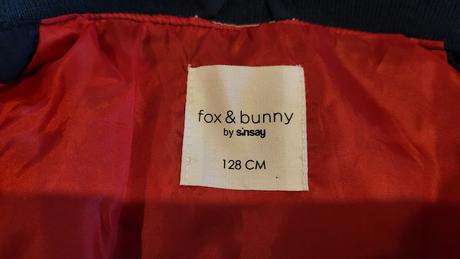 fox & bunny
by sinsay
128 CM